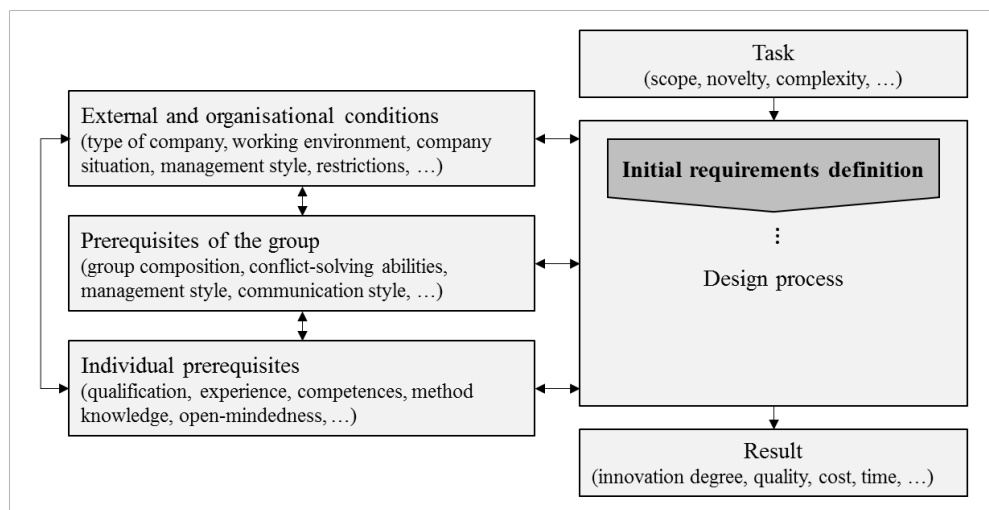 Task
(scope, novelty, complexity, …)
External and organisational conditions
(type of company, working environment, company
situation, management style, restrictions, …)
Initial requirements definition
⋮
Prerequisites of the group
(group composition, conflict-solving abilities,
management style, communication style, …)
Design process
Individual prerequisites
(qualification, experience, competences, method
knowledge, open-mindedness, …)
Result
(innovation degree, quality, cost, time, …)